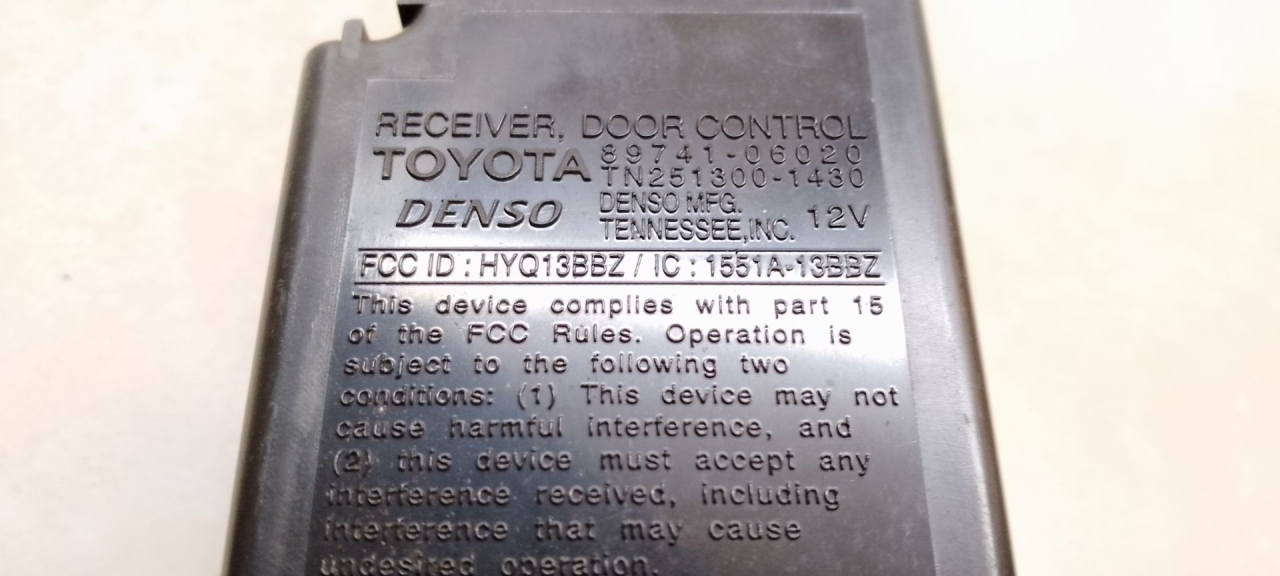 RECEIVER, DOOR CONTROL
TOYOTA 89741-06020
TN251300-1430
DENSO DENSO MFG.
TENNESSEE,INC. 12V
FCC ID : HYQ13BBZ / IC : 1551A-13BBZ
This device complies with part 15
of the FCC Rules. Operation is
subject to the following two
conditions: (1) This device may not
cause harmful interference, and
(2) this device must accept any
interference received, including
interference that may cause
undesired operation.